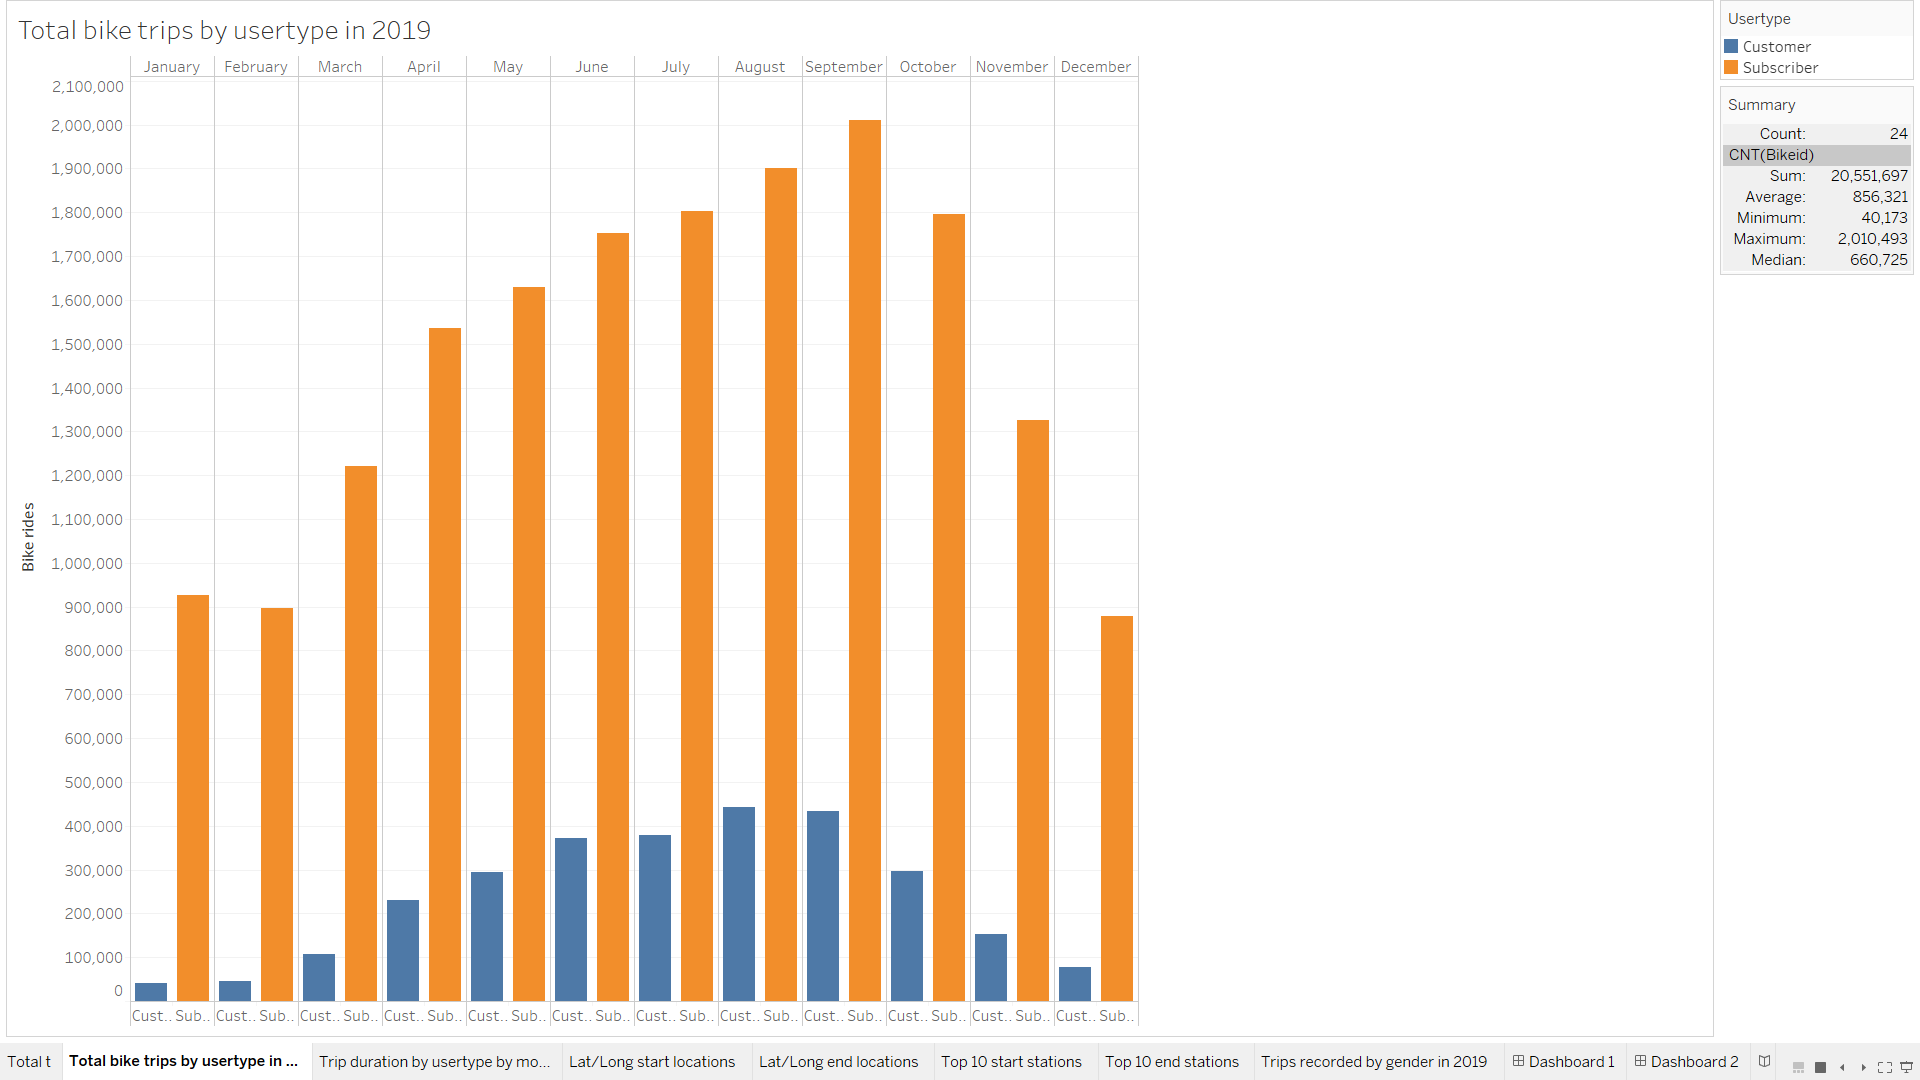 Total bike trips by usertype in 2019
January February March April May June July August September October November December
2,100,000
2,000,000
1,900,000
1,800,000
1,700,000
1,600,000
1,500,000
1,400,000
1,300,000
1,200,000
1,100,000
1,000,000
900,000
800,000
700,000
600,000
500,000
400,000
300,000
200,000
100,000
0
Bike rides
Cust.. Sub.. Cust.. Sub.. Cust.. Sub.. Cust.. Sub.. Cust.. Sub.. Cust.. Sub.. Cust.. Sub.. Cust.. Sub.. Cust.. Sub.. Cust.. Sub.. Cust.. Sub.. Cust.. Sub..
Usertype
Customer
Subscriber
Summary
Count: 24
CNT(Bikeid)
Sum: 20,551,697
Average: 856,321
Minimum: 40,173
Maximum: 2,010,493
Median: 660,725
Total t Total bike trips by usertype in ... Trip duration by usertype by mo... Lat/Long start locations Lat/Long end locations Top 10 start stations Top 10 end stations Trips recorded by gender in 2019 Dashboard 1 Dashboard 2